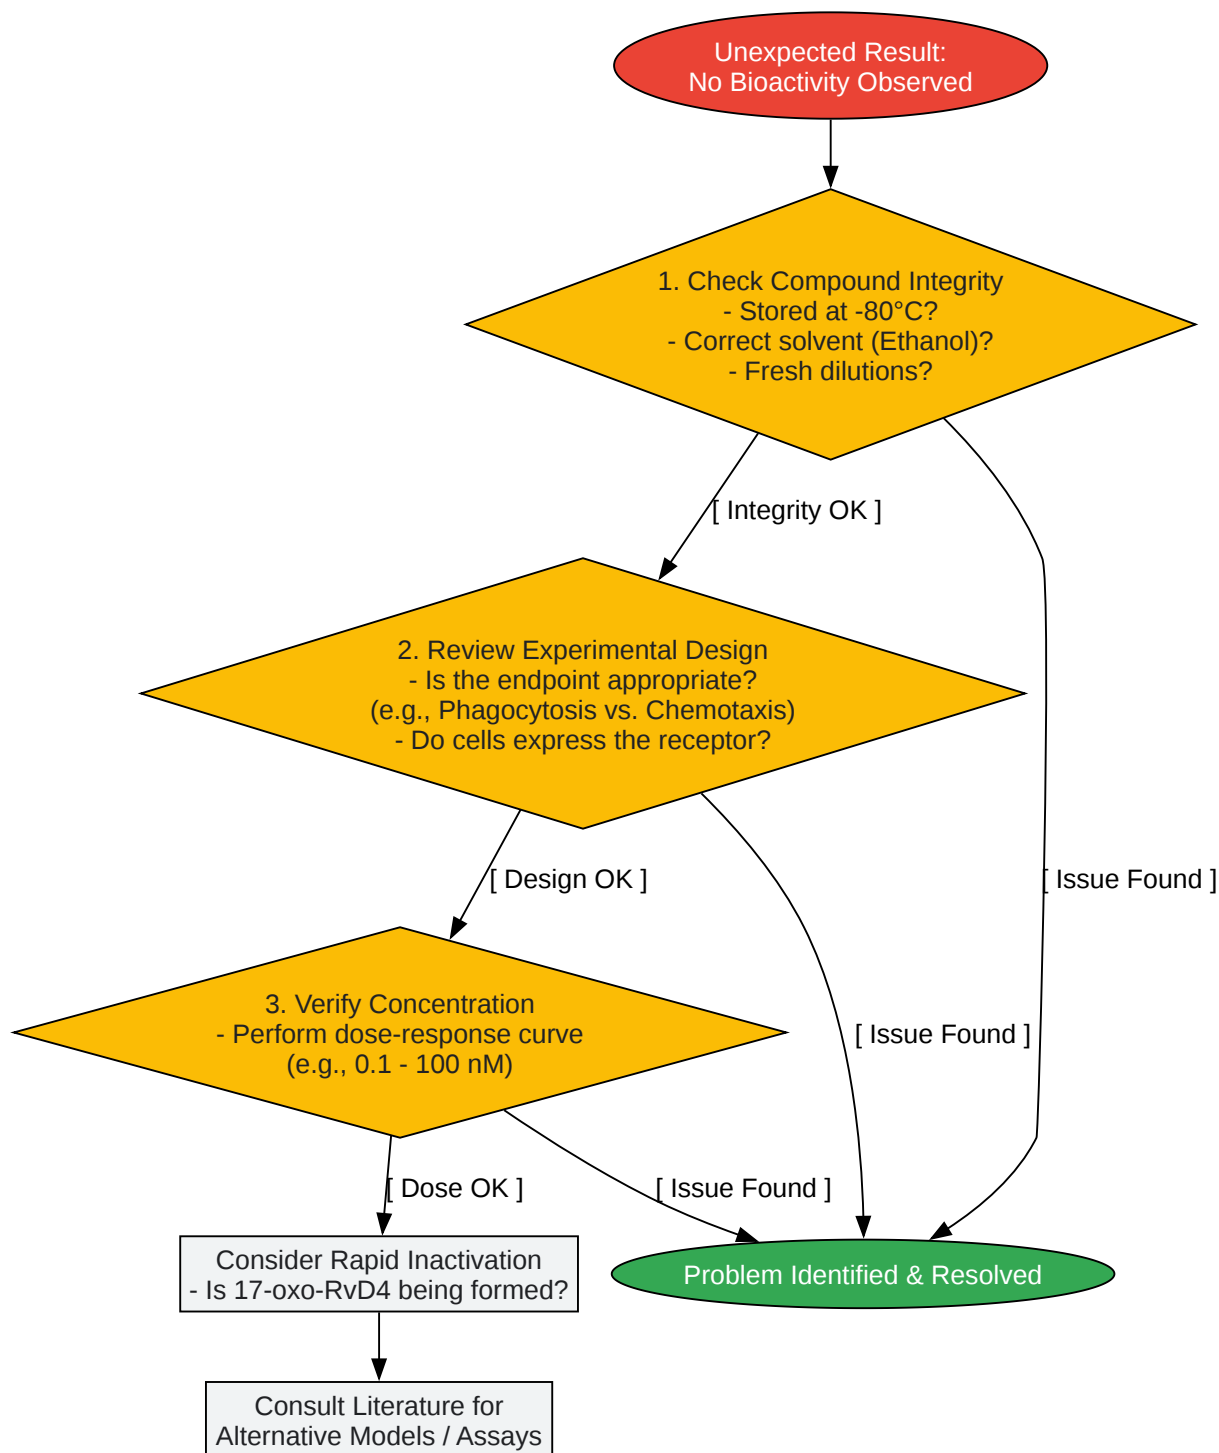 Unexpected Result:
No Bioactivity Observed
1. Check Compound Integrity
- Stored at -80°C?
- Correct solvent (Ethanol)?
- Fresh dilutions?
[ Integrity OK ]
2. Review Experimental Design
- Is the endpoint appropriate?
(e.g., Phagocytosis vs. Chemotaxis)
- Do cells express the receptor?
[ Design OK ]
[ Issue Found ]
3. Verify Concentration
- Perform dose-response curve
(e.g., 0.1 - 100 nM)
[ Issue Found ]
[ Dose OK ]
[ Issue Found ]
Consider Rapid Inactivation
- Is 17-oxo-RvD4 being formed?
Problem Identified & Resolved
Consult Literature for
Alternative Models / Assays